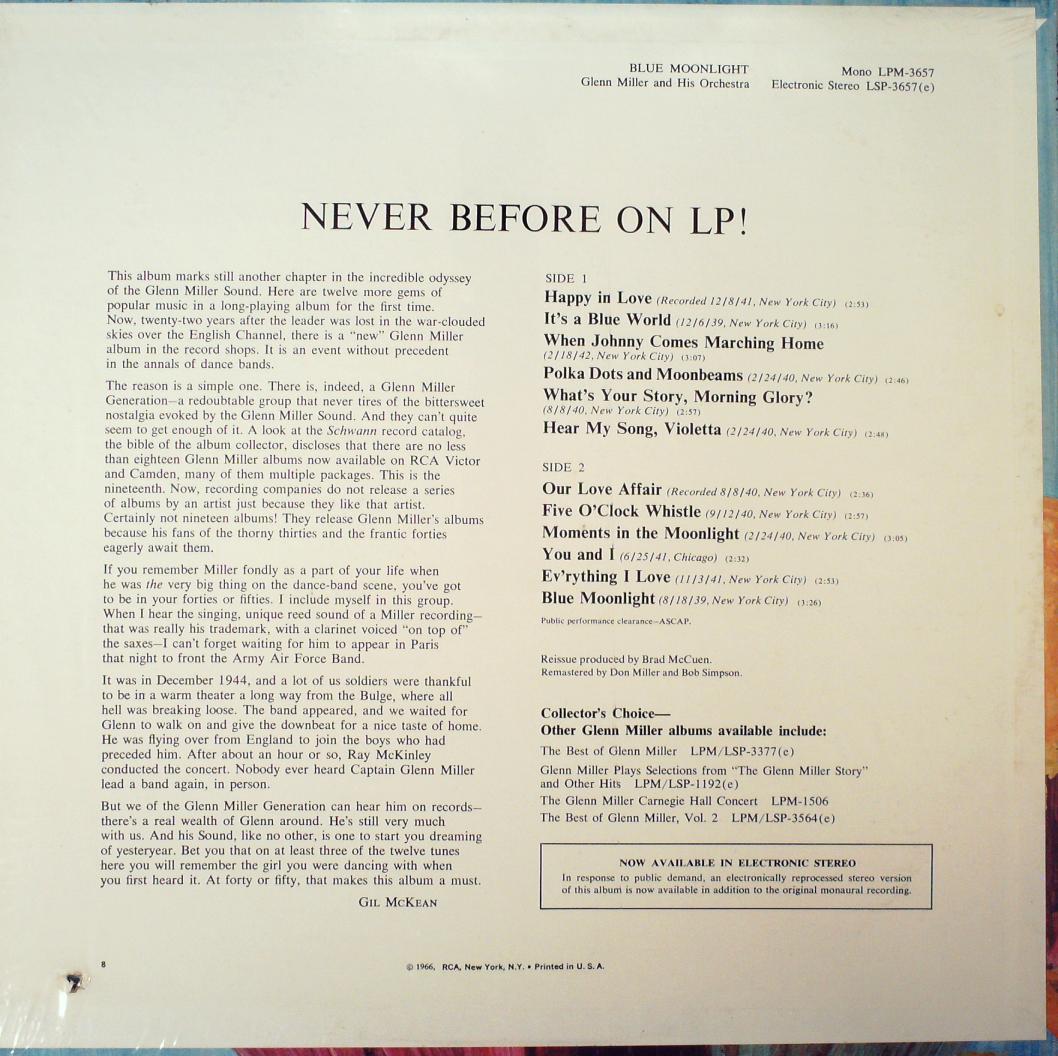 BLUE MOONLIGHT
Glenn Miller and His Orchestra
Mono LPM-3657
Electronic Stereo LSP-3657(e)
NEVER BEFORE ON LP!
This album marks still another chapter in the incredible odyssey
of the Glenn Miller Sound. Here are twelve more gems of
popular music in a long-playing album for the first time.
Now, twenty-two years after the leader was lost in the war-clouded
skies over the English Channel, there is a “new” Glenn Miller
album in the record shops. It is an event without precedent
in the annals of dance bands.
The reason is a simple one. There is, indeed, a Glenn Miller
Generation—a redoubtable group that never tires of the bittersweet
nostalgia evoked by the Glenn Miller Sound. And they can't quite
seem to get enough of it. A look at the Schwann record catalog,
the bible of the album collector, discloses that there are no less
than eighteen Glenn Miller albums now available on RCA Victor
and Camden, many of them multiple packages. This is the
nineteenth. Now, recording companies do not release a series
of albums by an artist just because they like that artist.
Certainly not nineteen albums! They release Glenn Miller's albums
because his fans of the thorny thirties and the frantic forties
eagerly await them.
If you remember Miller fondly as a part of your life when
he was the very big thing on the dance-band scene, you've got
to be in your forties or fifties. I include myself in this group.
When I hear the singing, unique reed sound of a Miller recording—
that was really his trademark, with a clarinet voiced “on top of”
the saxes—I can't forget waiting for him to appear in Paris
that night to front the Army Air Force Band.
It was in December 1944, and a lot of us soldiers were thankful
to be in a warm theater a long way from the Bulge, where all
hell was breaking loose. The band appeared, and we waited for
Glenn to walk on and give the downbeat for a nice taste of home.
He was flying over from England to join the boys who had
preceded him. After about an hour or so, Ray McKinley
conducted the concert. Nobody ever heard Captain Glenn Miller
lead a band again, in person.
But we of the Glenn Miller Generation can hear him on records—
there's a real wealth of Glenn around. He's still very much
with us. And his Sound, like no other, is one to start you dreaming
of yesteryear. Bet you that on at least three of the twelve tunes
here you will remember the girl you were dancing with when
you first heard it. At forty or fifty, that makes this album a must.
GIL MCKEAN
SIDE 1
Happy in Love (Recorded 12/8/41, New York City) (2:53)
It's a Blue World (12/6/39, New York City) (3:16)
When Johnny Comes Marching Home
(2/18/42, New York City) (3:07)
Polka Dots and Moonbeams (2/24/40, New York City) (2:46)
What's Your Story, Morning Glory?
(8/8/40, New York City) (2:57)
Hear My Song, Violetta (2/24/40, New York City) (2:48)
SIDE 2
Our Love Affair (Recorded 8/8/40, New York City) (2:36)
Five O'Clock Whistle (9/12/40, New York City) (2:57)
Moments in the Moonlight (2/24/40, New York City) (3:05)
You and I (6/25/41, Chicago) (2:32)
Ev'rything I Love (11/3/41, New York City) (2:53)
Blue Moonlight (8/18/39, New York City) (3:26)
Public performance clearance—ASCAP.
Reissue produced by Brad McCuen.
Remastered by Don Miller and Bob Simpson.
Collector's Choice—
Other Glenn Miller albums available include:
The Best of Glenn Miller LPM/LSP-3377(e)
Glenn Miller Plays Selections from “The Glenn Miller Story”
and Other Hits LPM/LSP-1192(e)
The Glenn Miller Carnegie Hall Concert LPM-1506
The Best of Glenn Miller, Vol. 2 LPM/LSP-3564(e)
NOW AVAILABLE IN ELECTRONIC STEREO
In response to public demand, an electronically reprocessed stereo version
of this album is now available in addition to the original monaural recording.
8
© 1966, RCA, New York, N.Y. • Printed in U. S. A.